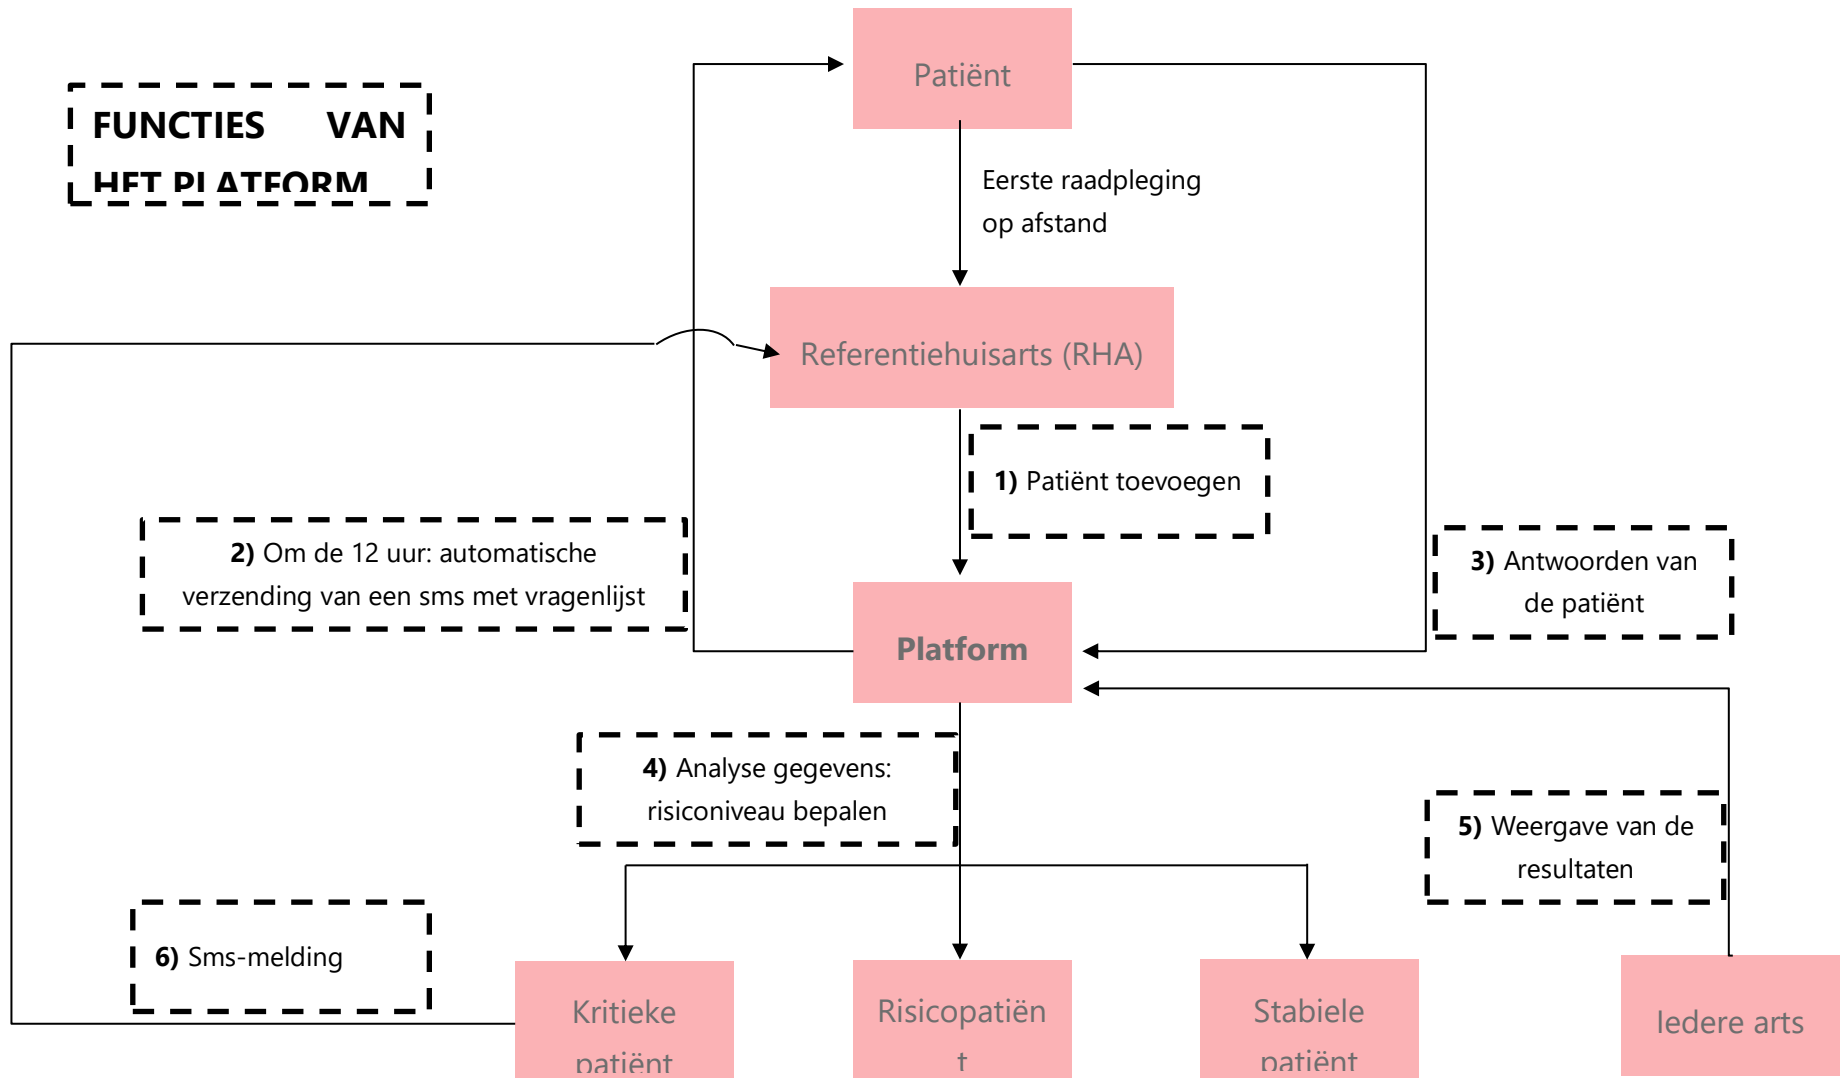 Patiënt
FUNCTIES VAN
HET PLATFORM
Eerste raadpleging
op afstand
Referentiehuisarts (RHA)
1) Patiënt toevoegen
2) Om de 12 uur: automatische
verzending van een sms met vragenlijst
3) Antwoorden van
de patiënt
Platform
4) Analyse gegevens:
risiconiveau bepalen
5) Weergave van de
resultaten
6) Sms-melding
Kritieke
patiënt
Risicopatiën
t
Stabiele
patiënt
Iedere arts